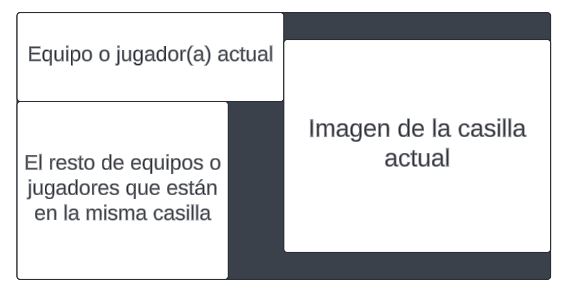 Equipo o jugador(a) actual
El resto de equipos o
jugadores que están
en la misma casilla
Imagen de la casilla
actual